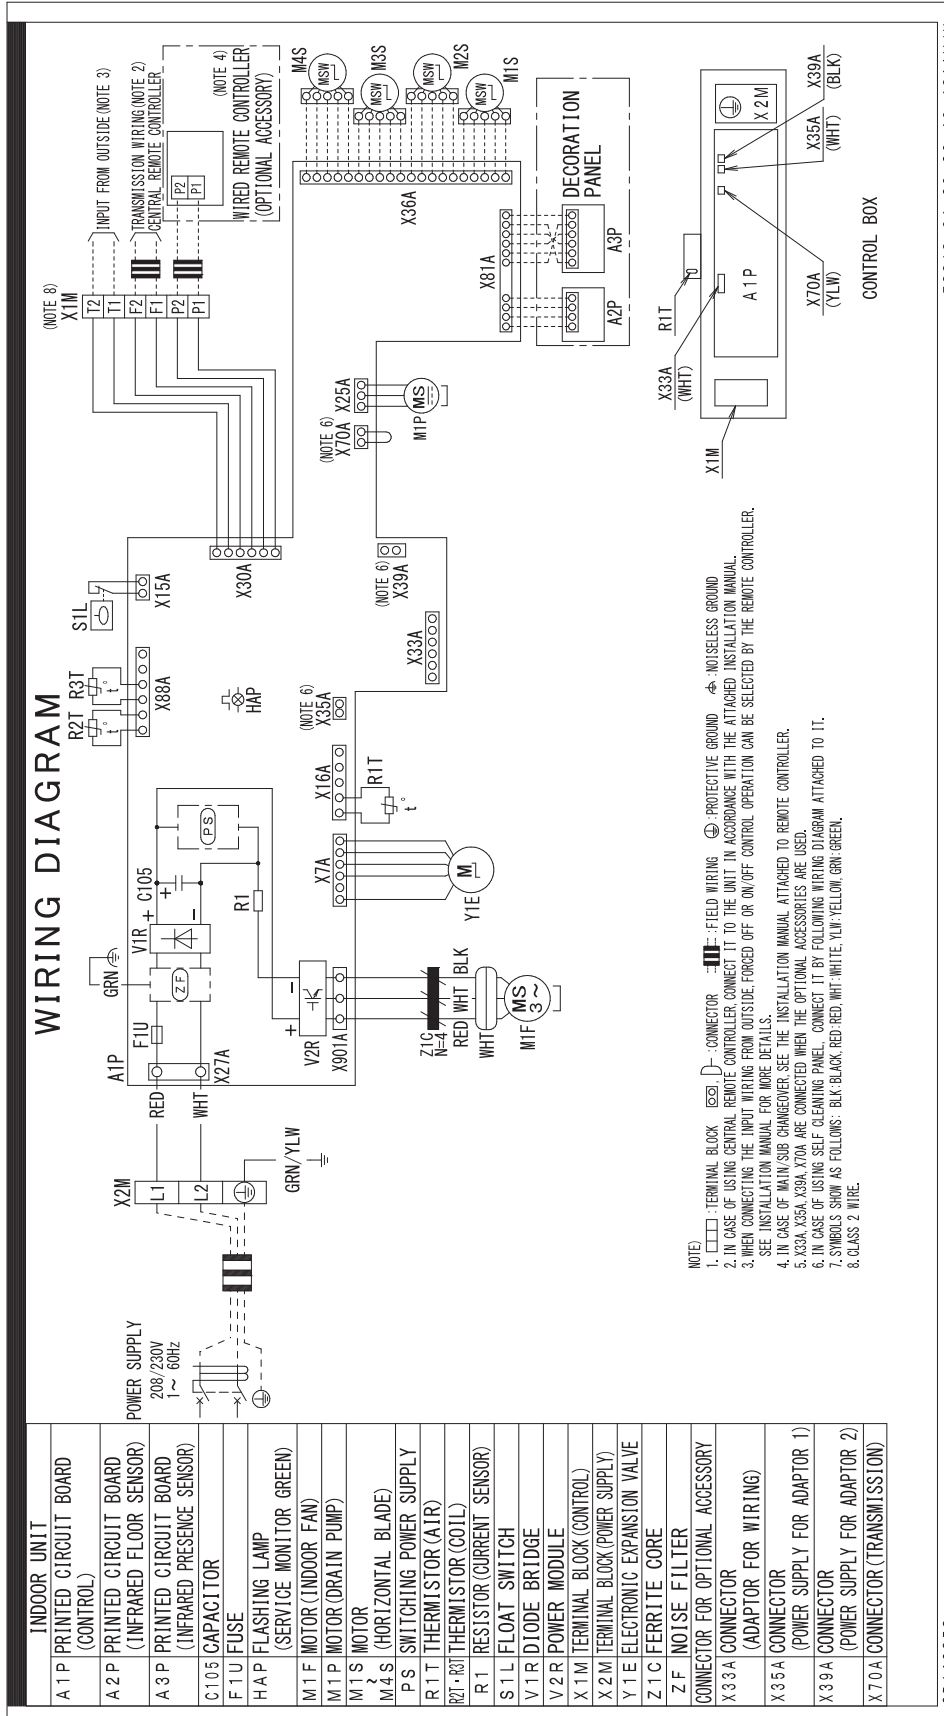 WIRING DIAGRAM
INDOOR UNIT
A1P PRINTED CIRCUIT BOARD
(CONTROL)
A2P PRINTED CIRCUIT BOARD
(INFRARED FLOOR SENSOR)
A3P PRINTED CIRCUIT BOARD
(INFRARED PRESENCE SENSOR)
C105 CAPACITOR
F1U FUSE
HAP FLASHING LAMP
(SERVICE MONITOR GREEN)
M1F MOTOR(INDOOR FAN)
M1P MOTOR(DRAIN PUMP)
M1S MOTOR
~
M4S (HORIZONTAL BLADE)
PS SWITCHING POWER SUPPLY
R1T THERMISTOR(AIR)
R2T・R3T THERMISTOR(COIL)
R1 RESISTOR(CURRENT SENSOR)
S1L FLOAT SWITCH
V1R DIODE BRIDGE
V2R POWER MODULE
X1M TERMINAL BLOCK(CONTROL)
X2M TERMINAL BLOCK(POWER SUPPLY)
Y1E ELECTRONIC EXPANSION VALVE
Z1C FERRITE CORE
ZF NOISE FILTER
CONNECTOR FOR OPTIONAL ACCESSORY
X33A CONNECTOR
(ADAPTOR FOR WIRING)
X35A CONNECTOR
(POWER SUPPLY FOR ADAPTOR 1)
X39A CONNECTOR
(POWER SUPPLY FOR ADAPTOR 2)
X70A CONNECTOR(TRANSMISSION)
POWER SUPPLY
208/230V
1~ 60Hz
X2M
L1
L2
GRN/YLW
RED
WHT
A1P
X27A
F1U
GRN
ZF
V1R
+
-
+
C105
PS
R1
V2R
+
-
X901A
Z1C
N=4
RED
WHT
BLK
WHT
MS
3~
M1F
R2T
R3T
t°
t°
X88A
S1L
X15A
HAP
X30A
X7A
M
Y1E
X16A
R1T
t°
(NOTE 6)
X35A
X33A
(NOTE 6)
X39A
(NOTE 6)
X70A
X25A
MS
M1P
(NOTE 8)
X1M
T2
T1
F2
F1
P2
P1
INPUT FROM OUTSIDE(NOTE 3)
TRANSMISSION WIRING(NOTE 2)
CENTRAL REMOTE CONTROLLER
P2
P1
(NOTE 4)
WIRED REMOTE CONTROLLER
(OPTIONAL ACCESSORY)
X36A
MSW
M4S
MSW
M3S
MSW
M2S
MSW
M1S
X81A
A2P
A3P
DECORATION
PANEL
X1M
X33A
(WHT)
R1T
A1P
X70A
(YLW)
X35A
(WHT)
X39A
(BLK)
X2M
CONTROL BOX
NOTE)
1. :TERMINAL BLOCK , :CONNECTOR :FIELD WIRING :PROTECTIVE GROUND :NOISELESS GROUND
2. IN CASE OF USING CENTRAL REMOTE CONTROLLER,CONNECT IT TO THE UNIT IN ACCORDANCE WITH THE ATTACHED INSTALLATION MANUAL.
3. WHEN CONNECTING THE INPUT WIRING FROM OUTSIDE,FORCED OFF OR ON/OFF CONTROL OPERATION CAN BE SELECTED BY THE REMOTE CONTROLLER.
SEE INSTALLATION MANUAL FOR MORE DETAILS.
4. IN CASE OF MAIN/SUB CHANGEOVER,SEE THE INSTALLATION MANUAL ATTACHED TO REMOTE CONTROLLER.
5. X33A,X35A,X39A,X70A ARE CONNECTED WHEN THE OPTIONAL ACCESSORIES ARE USED.
6. IN CASE OF USING SELF CLEANING PANEL, CONNECT IT BY FOLLOWING WIRING DIAGRAM ATTACHED TO IT.
7. SYMBOLS SHOW AS FOLLOWS: BLK:BLACK,RED:RED,WHT:WHITE,YLW:YELLOW,GRN:GREEN.
8. CLASS 2 WIRE.